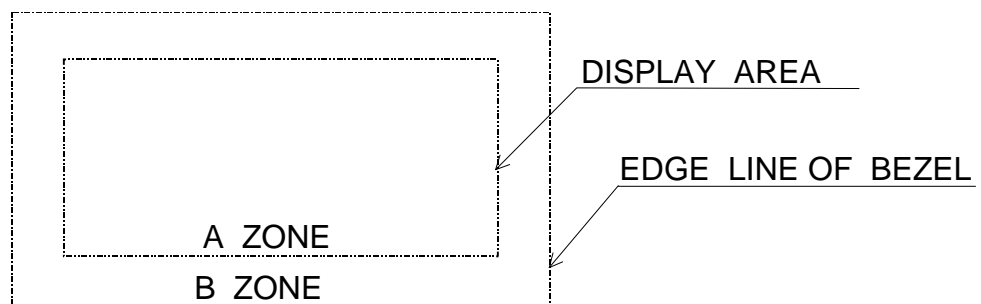 DISPLAY AREA
EDGE LINE OF BEZEL
A ZONE
B ZONE